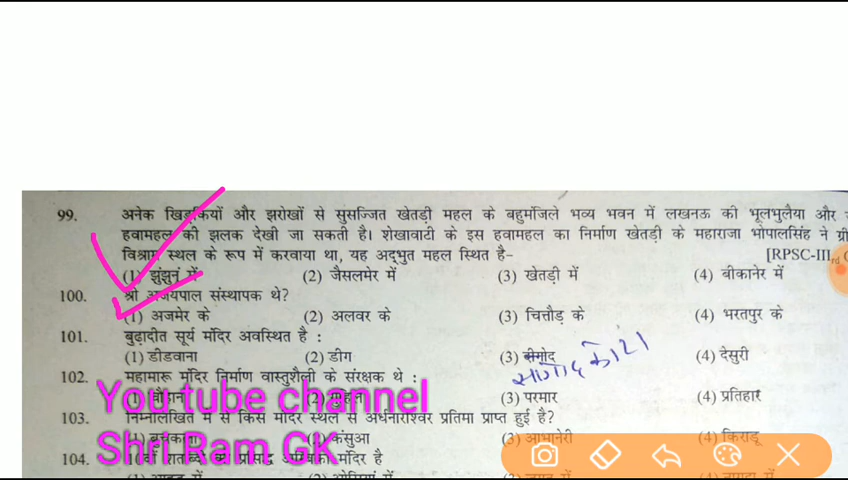 99. अनेक खिड़कियों और झरोखों से सुसज्जित खेतड़ी महल के बहुमंजिले भव्य भवन में लखनऊ की भूलभुलैया और
हवामहल की झलक देखी जा सकती है। शेखावाटी के इस हवामहल का निर्माण खेतड़ी के महाराजा भोपालसिंह ने
विश्राम स्थल के रूप में करवाया था, यह अद्‌भुत महल स्थित है- [RPSC-III rd
(1) झुंझुनूं में (2) जैसलमेर में (3) खेतड़ी में (4) बीकानेर में
100. श्री अजयपाल संस्थापक थे?
(1) अजमेर के (2) अलवर के (3) चित्तौड़ के (4) भरतपुर के
101. बुढ़ादीत सूर्य मंदिर अवस्थित है :
(1) डीडवाना (2) डीग (3) बीगोद (4) देसुरी
कोटा
102. महामारू मंदिर निर्माण वास्तुशैली के संरक्षक थे :
You tube channel
(3) परमार (4) प्रतिहार
103. निम्नलिखित में से किस मंदिर स्थल से अर्धनारीश्वर प्रतिमा प्राप्त हुई है?
(2) कंसुआ (3) आभानेरी (4) किराडू
Shri Ram GK
104. मंदिर है